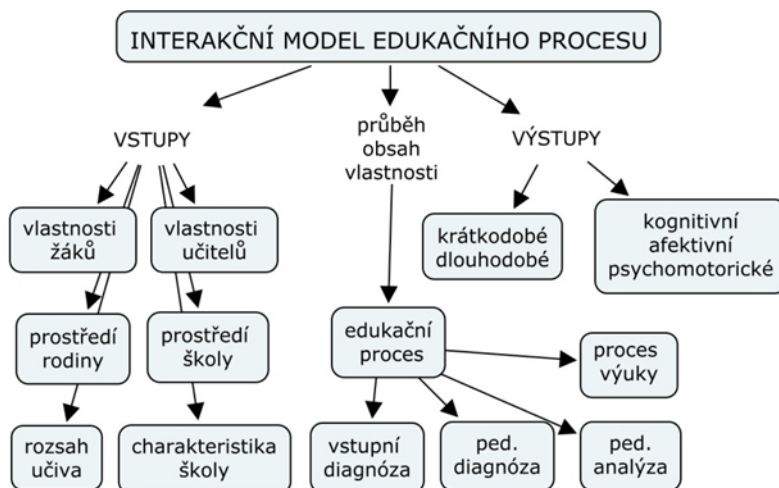 INTERAKČNÍ MODEL EDUKAČNÍHO PROCESU
VSTUPY
průběh
obsah
vlastnosti
VÝSTUPY
vlastnosti
žáků
vlastnosti
učitelů
krátkodobé
dlouhodobé
kognitivní
afektivní
psychomotorické
prostředí
rodiny
prostředí
školy
edukační
proces
proces
výuky
rozsah
učiva
charakteristika
školy
vstupní
diagnóza
ped.
diagnóza
ped.
analýza